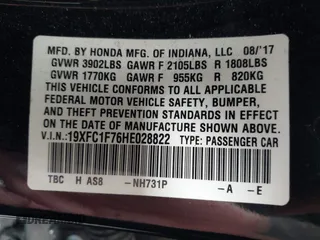 MFD. BY HONDA MFG. OF INDIANA, LLC 08/'17
GVWR 3902LBS GAWR F 2105LBS R 1808LBS
GVWR 1770KG GAWR F 955KG R 820KG
THIS VEHICLE CONFORMS TO ALL APPLICABLE
FEDERAL MOTOR VEHICLE SAFETY, BUMPER,
AND THEFT PREVENTION STANDARDS IN
EFFECT ON THE DATE OF MANUFACTURE
SHOWN ABOVE.
V.I.N.:19XFC1F76HE028822 TYPE: PASSENGER CAR
TBC H AS8 -NH731P -A -E